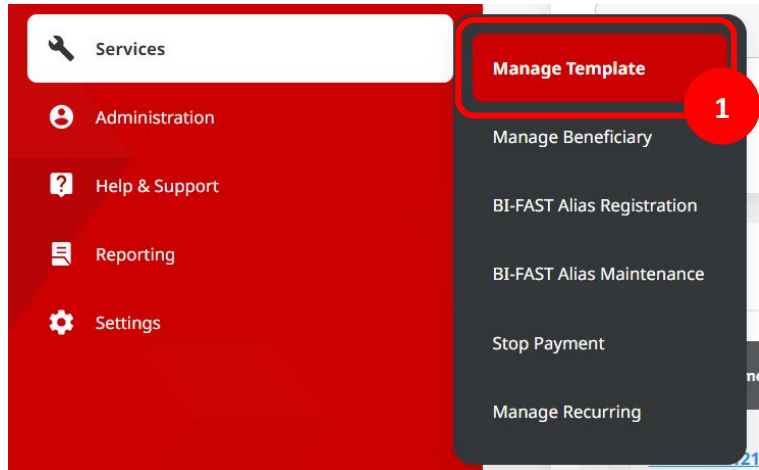 Services
Administration
Help & Support
Reporting
Settings
Manage Template
1
Manage Beneficiary
BI-FAST Alias Registration
BI-FAST Alias Maintenance
Stop Payment
Manage Recurring
21